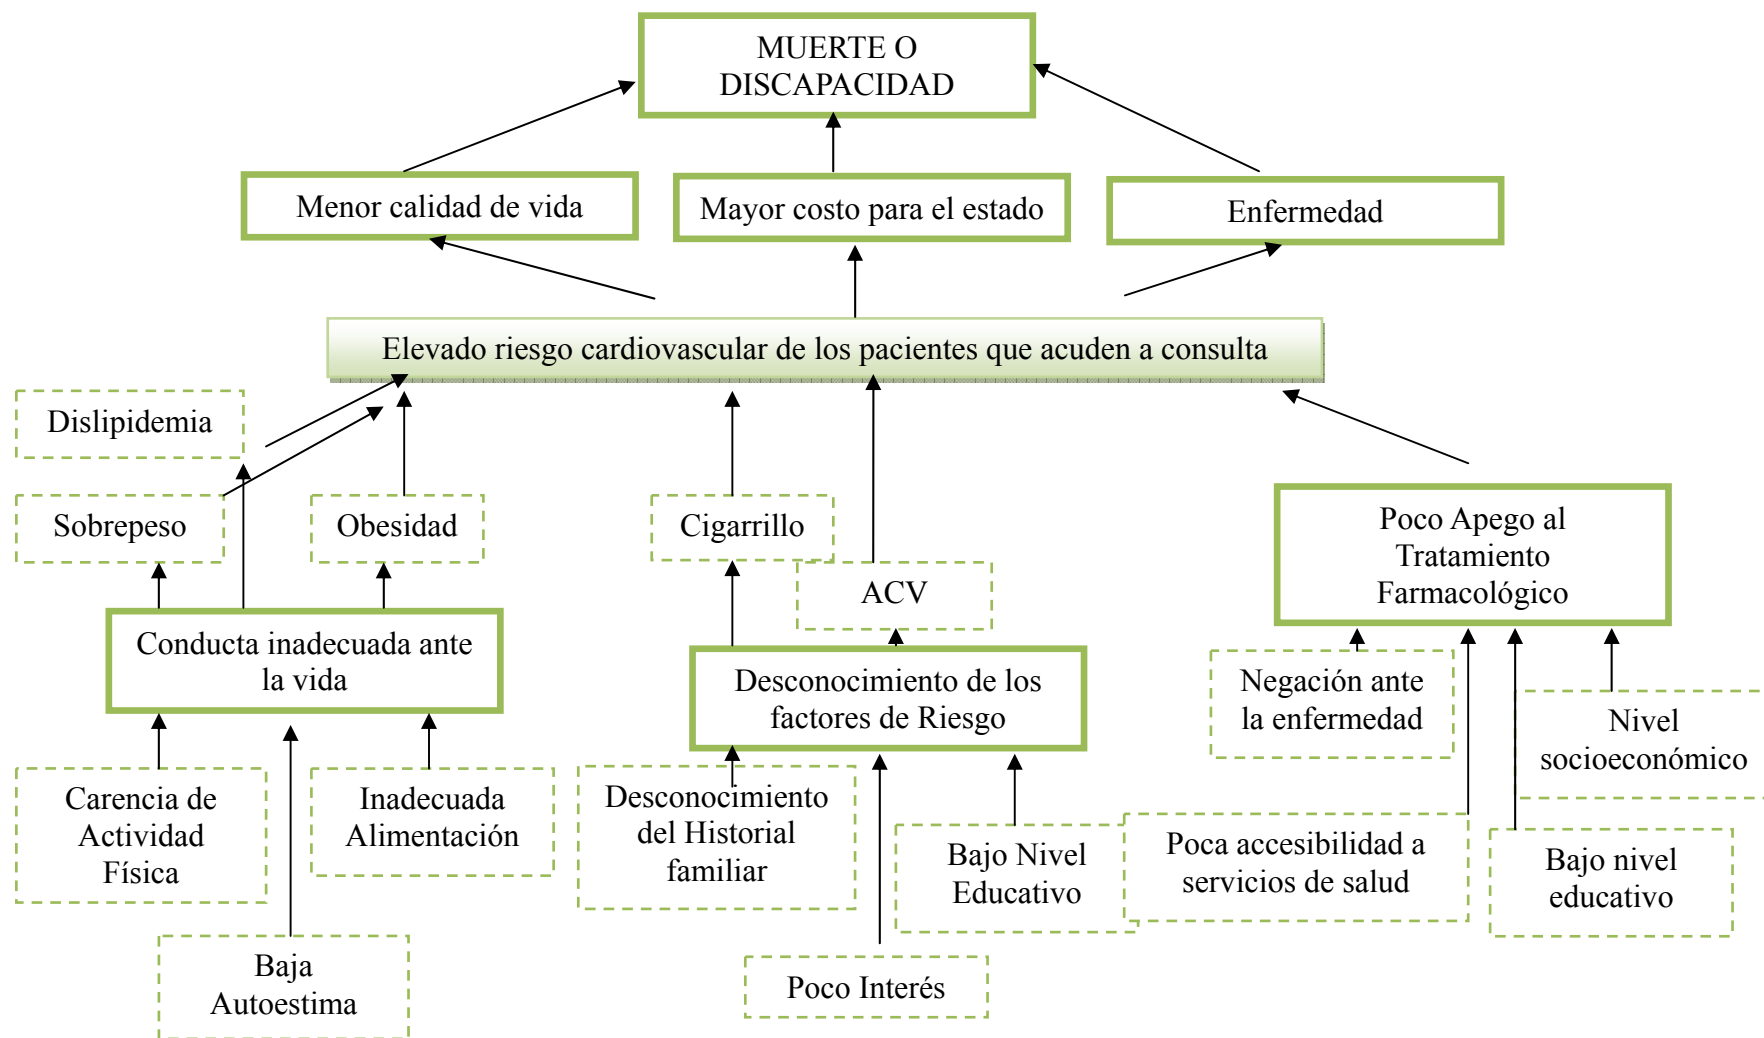 MUERTE O
DISCAPACIDAD
Menor calidad de vida
Mayor costo para el estado
Enfermedad
Elevado riesgo cardiovascular de los pacientes que acuden a consulta
Dislipidemia
Sobrepeso
Obesidad
Cigarrillo
ACV
Poco Apego al
Tratamiento
Farmacológico
Conducta inadecuada ante
la vida
Desconocimiento de los
factores de Riesgo
Negación ante
la enfermedad
Nivel
socioeconómico
Carencia de
Actividad
Física
Inadecuada
Alimentación
Desconocimiento
del Historial
familiar
Bajo Nivel
Educativo
Poca accesibilidad a
servicios de salud
Bajo nivel
educativo
Baja
Autoestima
Poco Interés